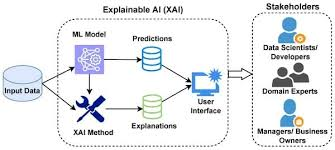 Explainable AI (XAI)
Stakeholders
ML Model
Predictions
Data Scientists/
Developers
Input Data
User
Interface
Domain Experts
XAI Method
Explanations
Managers/ Business
Owners